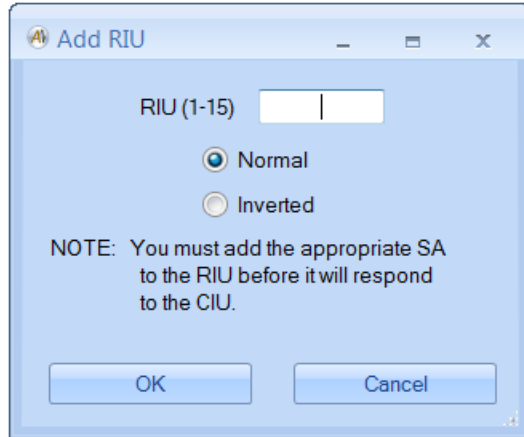 Add RIU
RIU (1-15)
Normal
Inverted
NOTE: You must add the appropriate SA
to the RIU before it will respond
to the CIU.
OK Cancel